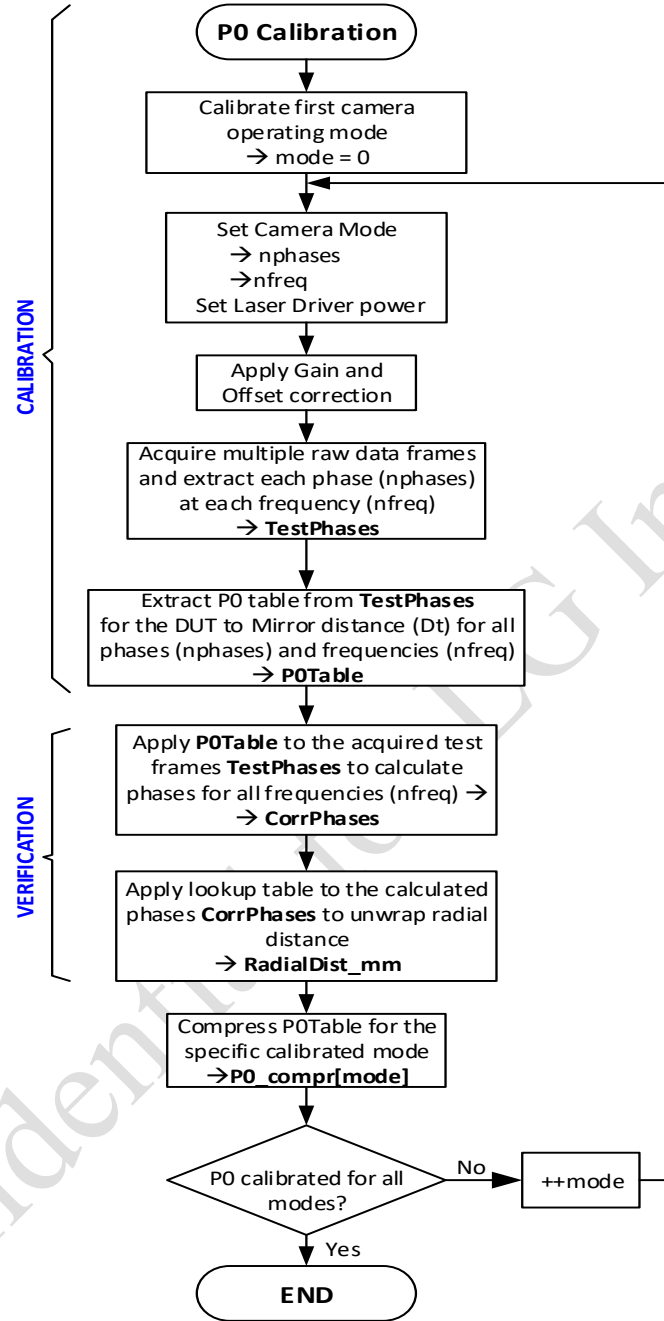 P0 Calibration
Calibrate first camera
operating mode
→ mode = 0
Set Camera Mode
→ nphases
→nfreq
Set Laser Driver power
Apply Gain and
Offset correction
Acquire multiple raw data frames
and extract each phase (nphases)
at each frequency (nfreq)
→ TestPhases
Extract P0 table from TestPhases
for the DUT to Mirror distance (Dt) for all
phases (nphases) and frequencies (nfreq)
→ P0Table
CALIBRATION
Apply P0Table to the acquired test
frames TestPhases to calculate
phases for all frequencies (nfreq) →
→ CorrPhases
Apply lookup table to the calculated
phases CorrPhases to unwrap radial
distance
→ RadialDist_mm
VERIFICATION
Compress P0Table for the
specific calibrated mode
→P0_compr[mode]
P0 calibrated for all
modes?
No
++mode
Yes
END